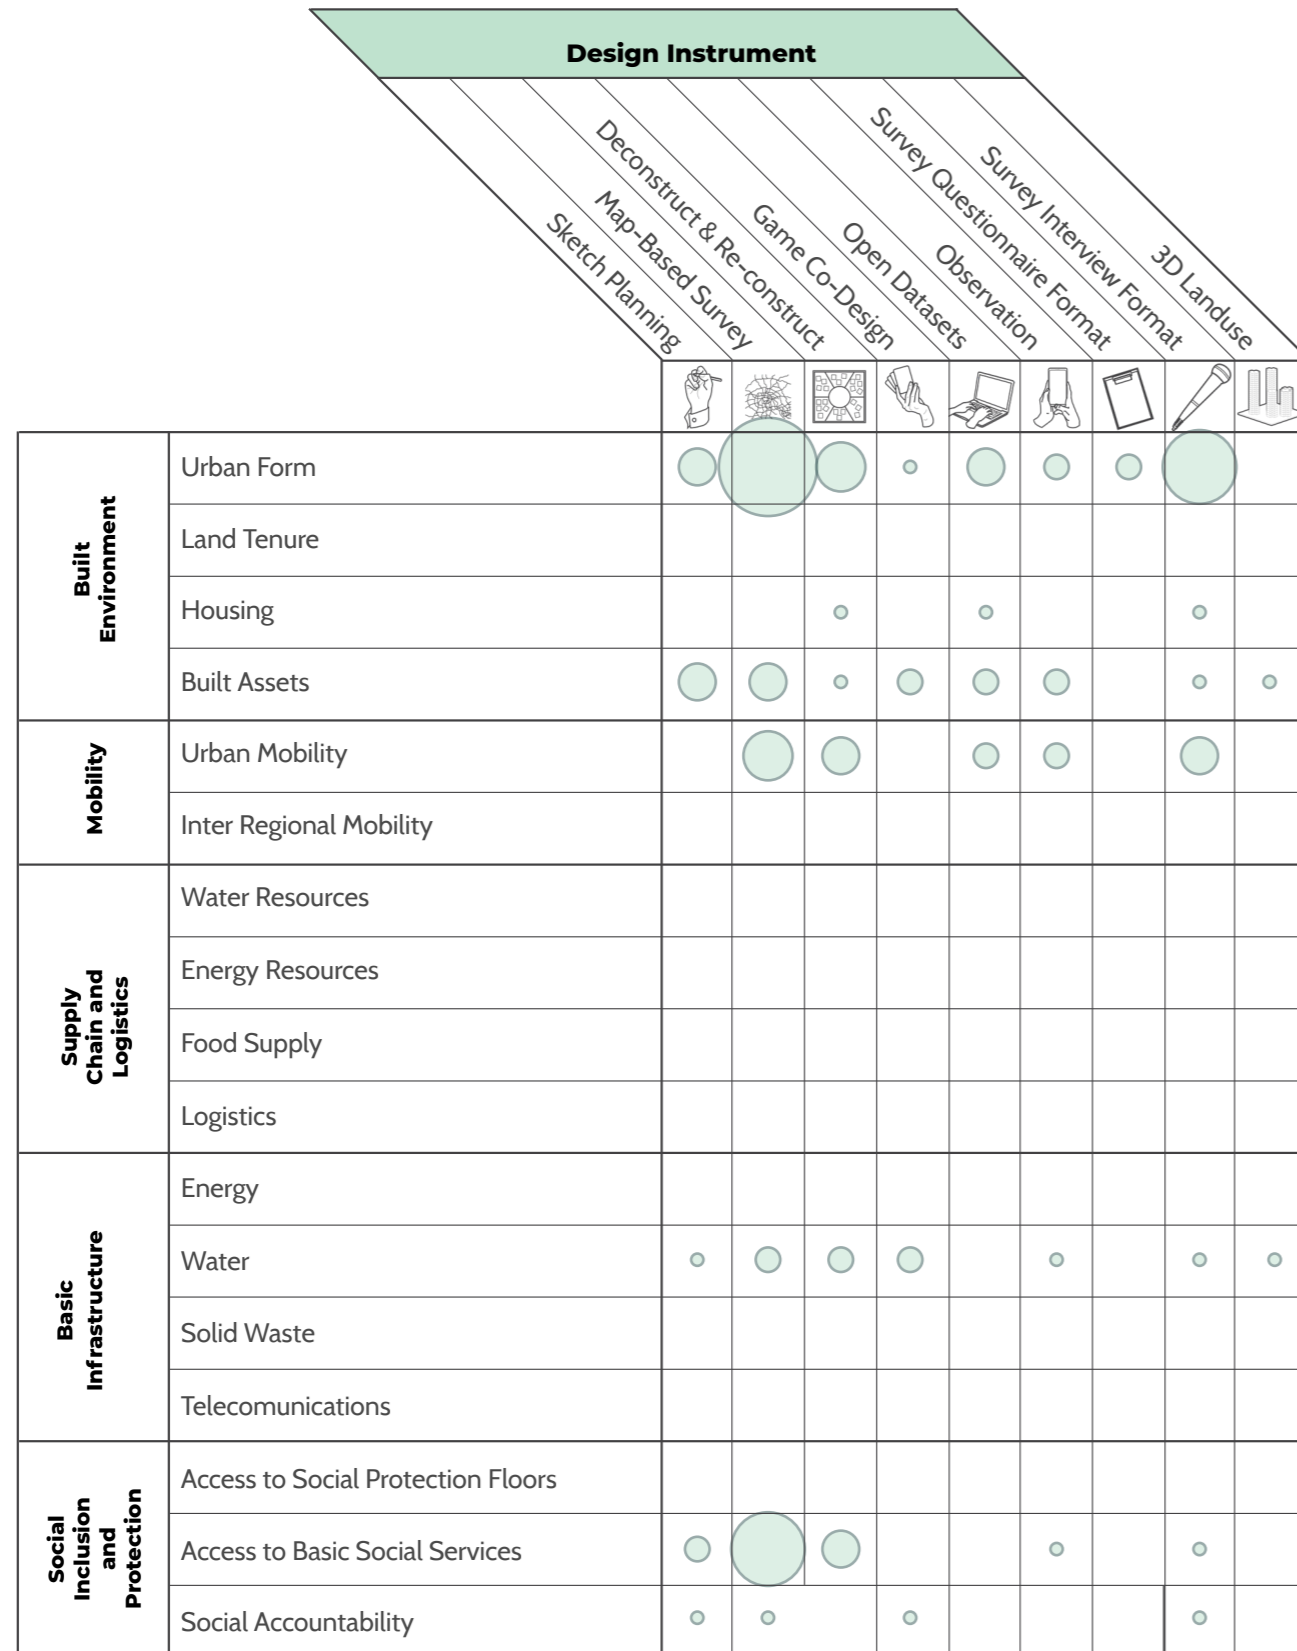 Design Instrument
Sketch Planning
Map-Based Survey
Deconstruct & Re-construct
Game Co-Design
Open Datasets
Observation
Survey Questionnaire Format
Survey Interview Format
3D Landuse
Built
Environment
Urban Form
Land Tenure
Housing
Built Assets
Mobility
Urban Mobility
Inter Regional Mobility
Supply
Chain and
Logistics
Water Resources
Energy Resources
Food Supply
Logistics
Basic
Infrastructure
Energy
Water
Solid Waste
Telecomunications
Social
Inclusion
and
Protection
Access to Social Protection Floors
Access to Basic Social Services
Social Accountability